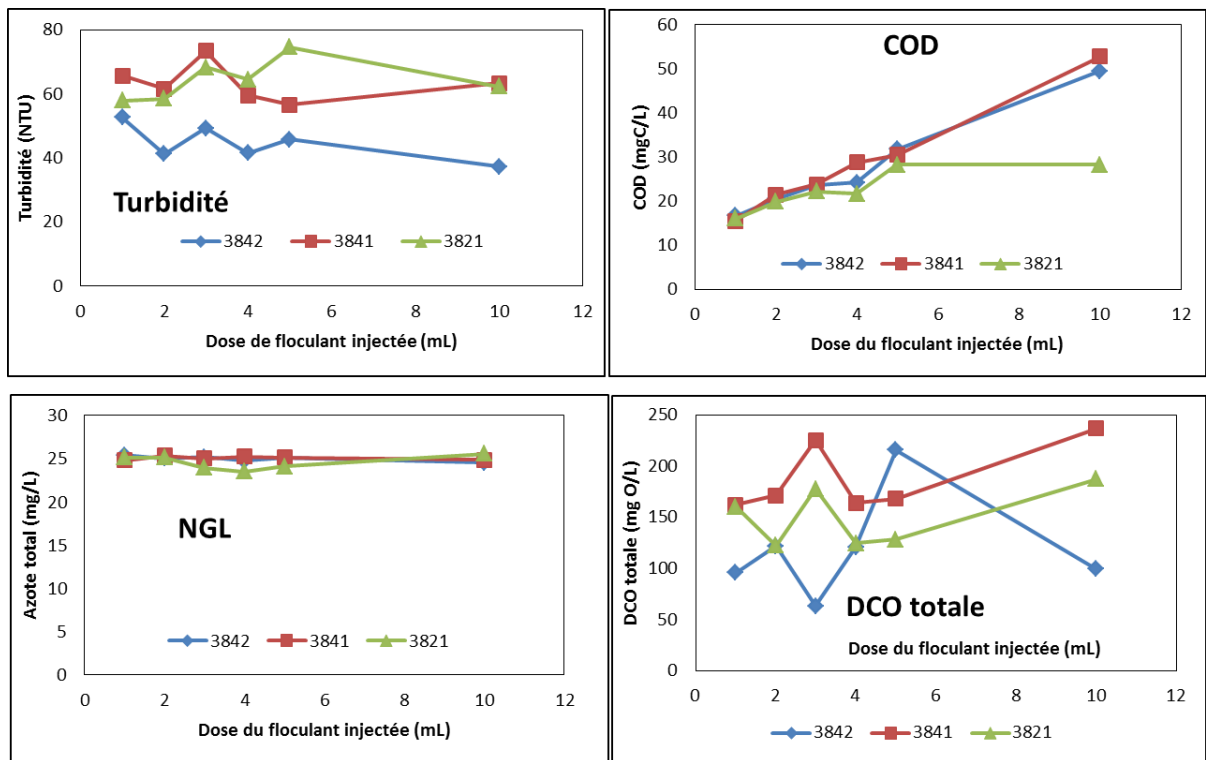 Turbidité (NTU)
80
60
40
20
0
Turbidité
3842 3841 3821
0 2 4 6 8 10 12
Dose de floculant injectée (mL)
COD (mgC/L)
60
50
40
30
20
10
0
COD
3842 3841 3821
0 2 4 6 8 10 12
Dose du floculant injectée (mL)
Azote total (mg/L)
30
25
20
15
10
5
0
NGL
3842 3841 3821
0 2 4 6 8 10 12
Dose du floculant injectée (mL)
DCO totale (mg O/L)
250
200
150
100
50
0
DCO totale
Dose du floculant injectée (mL)
0 2 4 6 8 10 12
3842 3841 3821